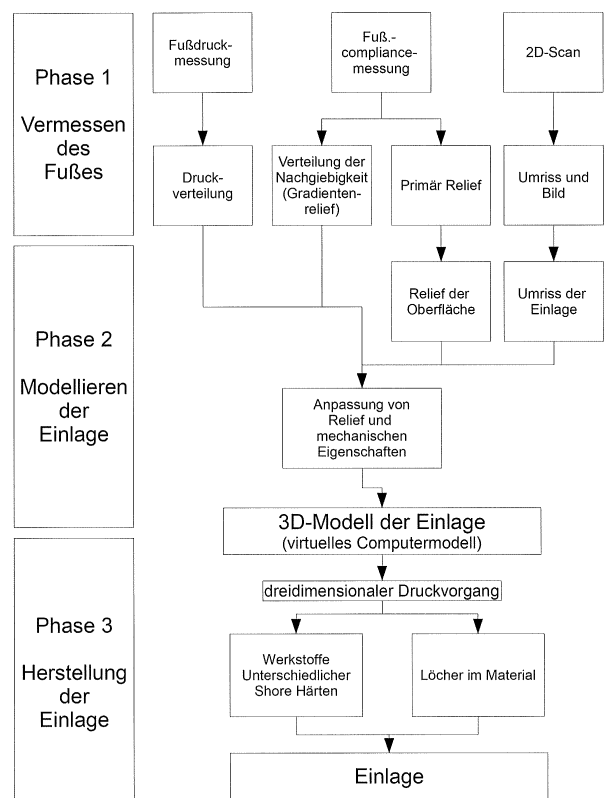 Phase 1
Vermessen
des
Fußes
Fußdruck-
messung
Fuß.-
compliance-
messung
2D-Scan
Druck-
verteilung
Verteilung der
Nachgiebigkeit
(Gradienten-
relief)
Primär Relief
Umriss und
Bild
Phase 2
Modellieren
der
Einlage
Relief der
Oberfläche
Umriss der
Einlage
Anpassung von
Relief und
mechanischen
Eigenschaften
3D-Modell der Einlage
(virtuelles Computermodell)
Phase 3
Herstellung
der
Einlage
dreidimensionaler Druckvorgang
Werkstoffe
Unterschiedlicher
Shore Härten
Löcher im Material
Einlage